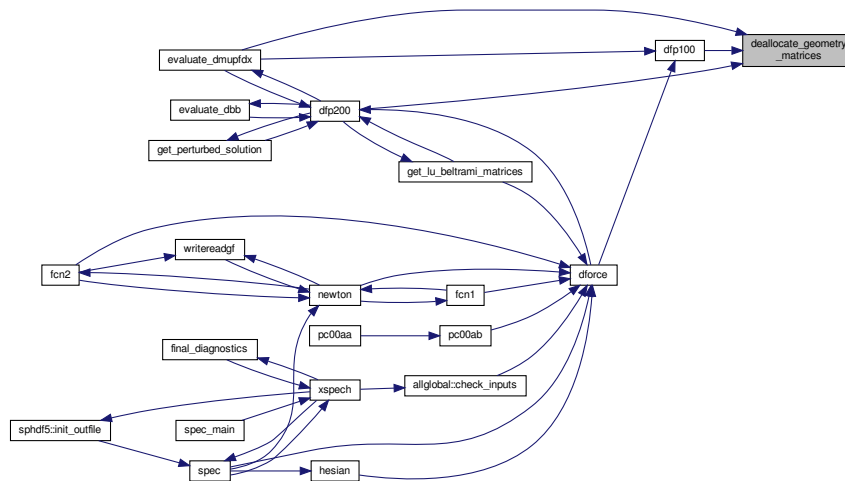 deallocate_geometry
_matrices
dfp100
evaluate_dmupfdx
evaluate_dbb
dfp200
get_perturbed_solution
get_lu_beltrami_matrices
writereadgf
fcn2
dforce
newton
fcn1
pc00aa
pc00ab
final_diagnostics
xspech
allglobal::check_inputs
sphdf5::init_outfile
spec_main
spec
hesian